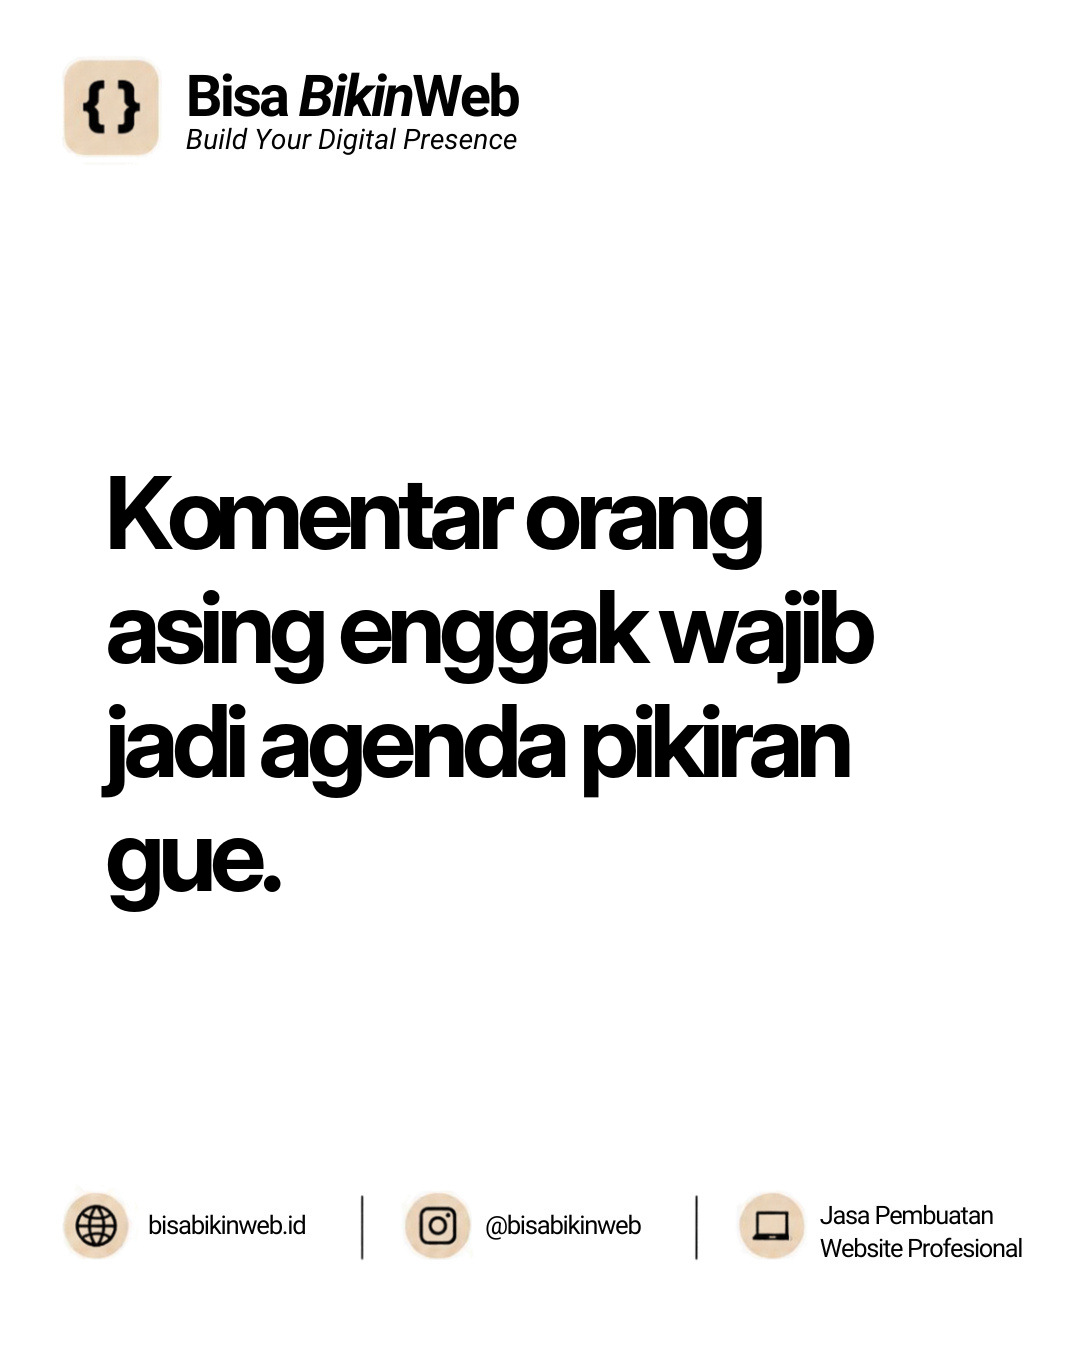 { }
Bisa BikinWeb
Build Your Digital Presence
Komentar orang
asing enggak wajib
jadi agenda pikiran
gue.
bisabikinweb.id
@bisabikinweb
Jasa Pembuatan
Website Profesional